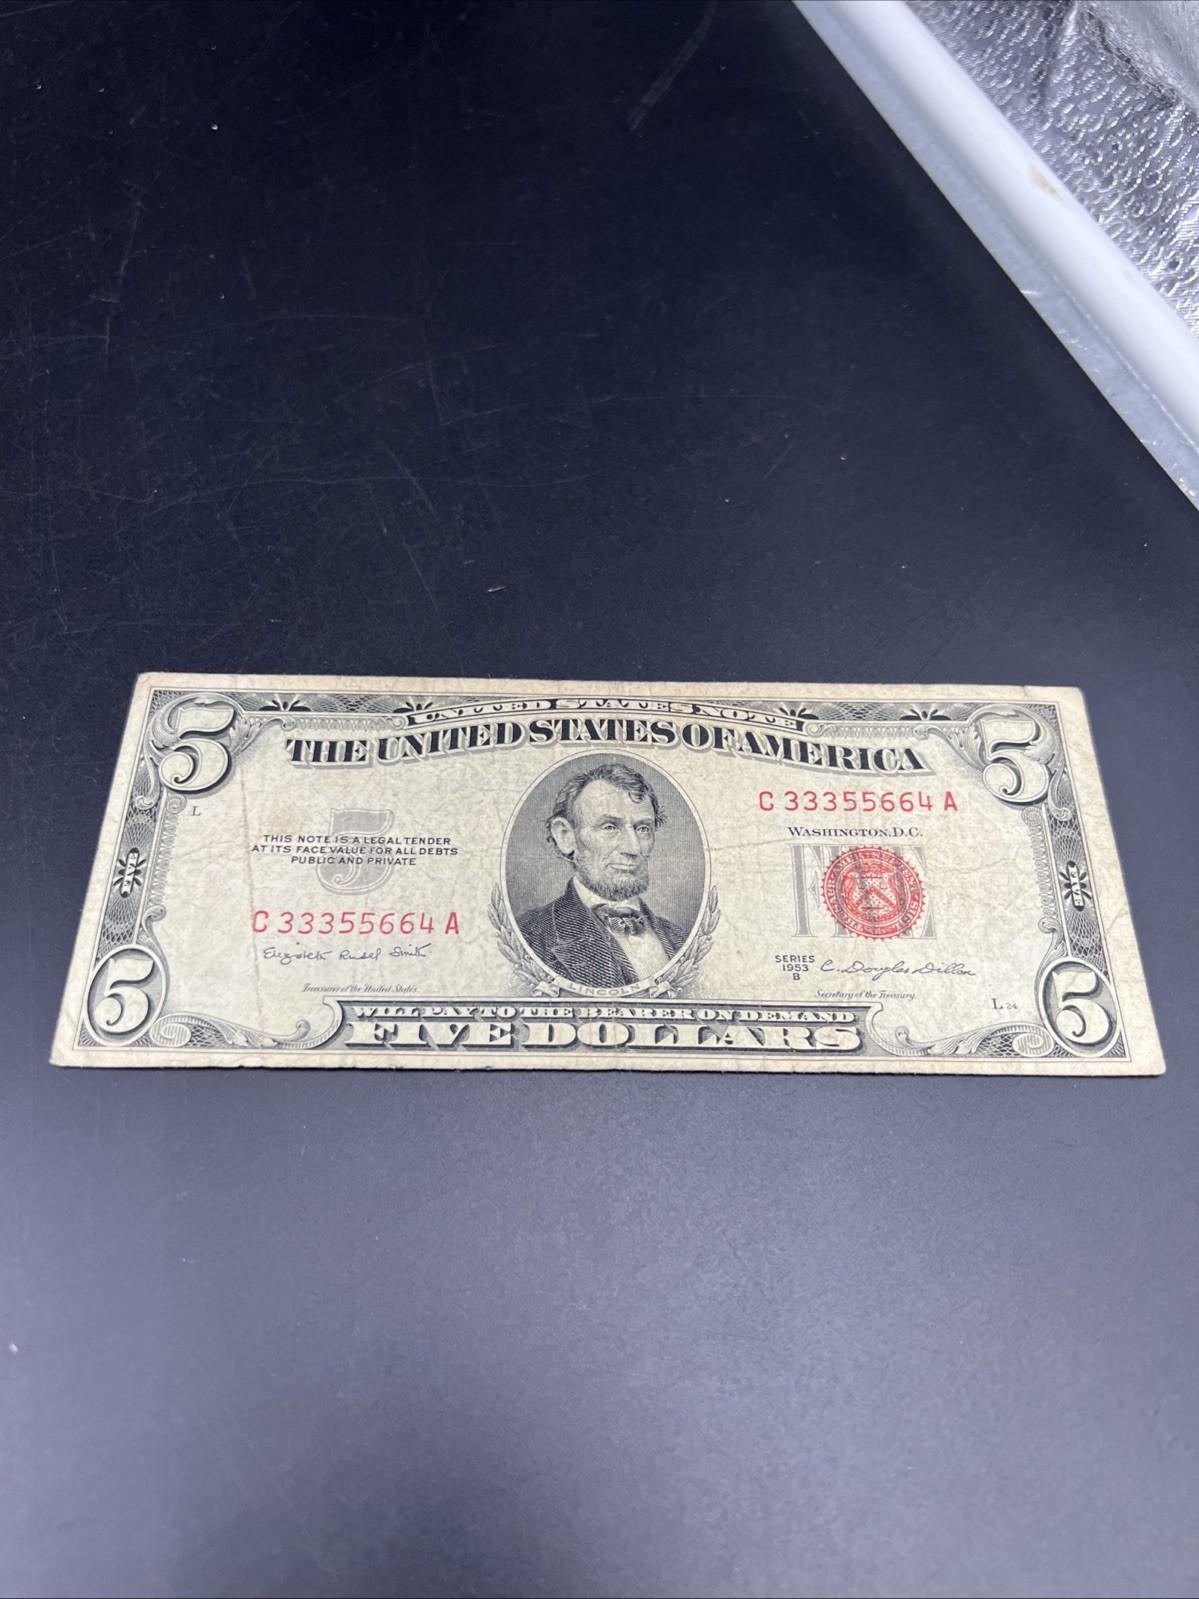 5 UNITED STATES NOTE 5
THE UNITED STATES OF AMERICA
C 33355664 A
L
WASHINGTON, D.C.
THIS NOTE IS A LEGAL TENDER
AT ITS FACE VALUE FOR ALL DEBTS
PUBLIC AND PRIVATE
5
FIVE
FIVE
FIVE
C 33355664 A
Elizabeth Rudel Smith
Treasurer of the United States.
SERIES
1953
B
C. Douglas Dillon
Secretary of the Treasury.
LINCOLN
L 24
WILL PAY TO THE BEARER ON DEMAND
5 FIVE DOLLARS 5